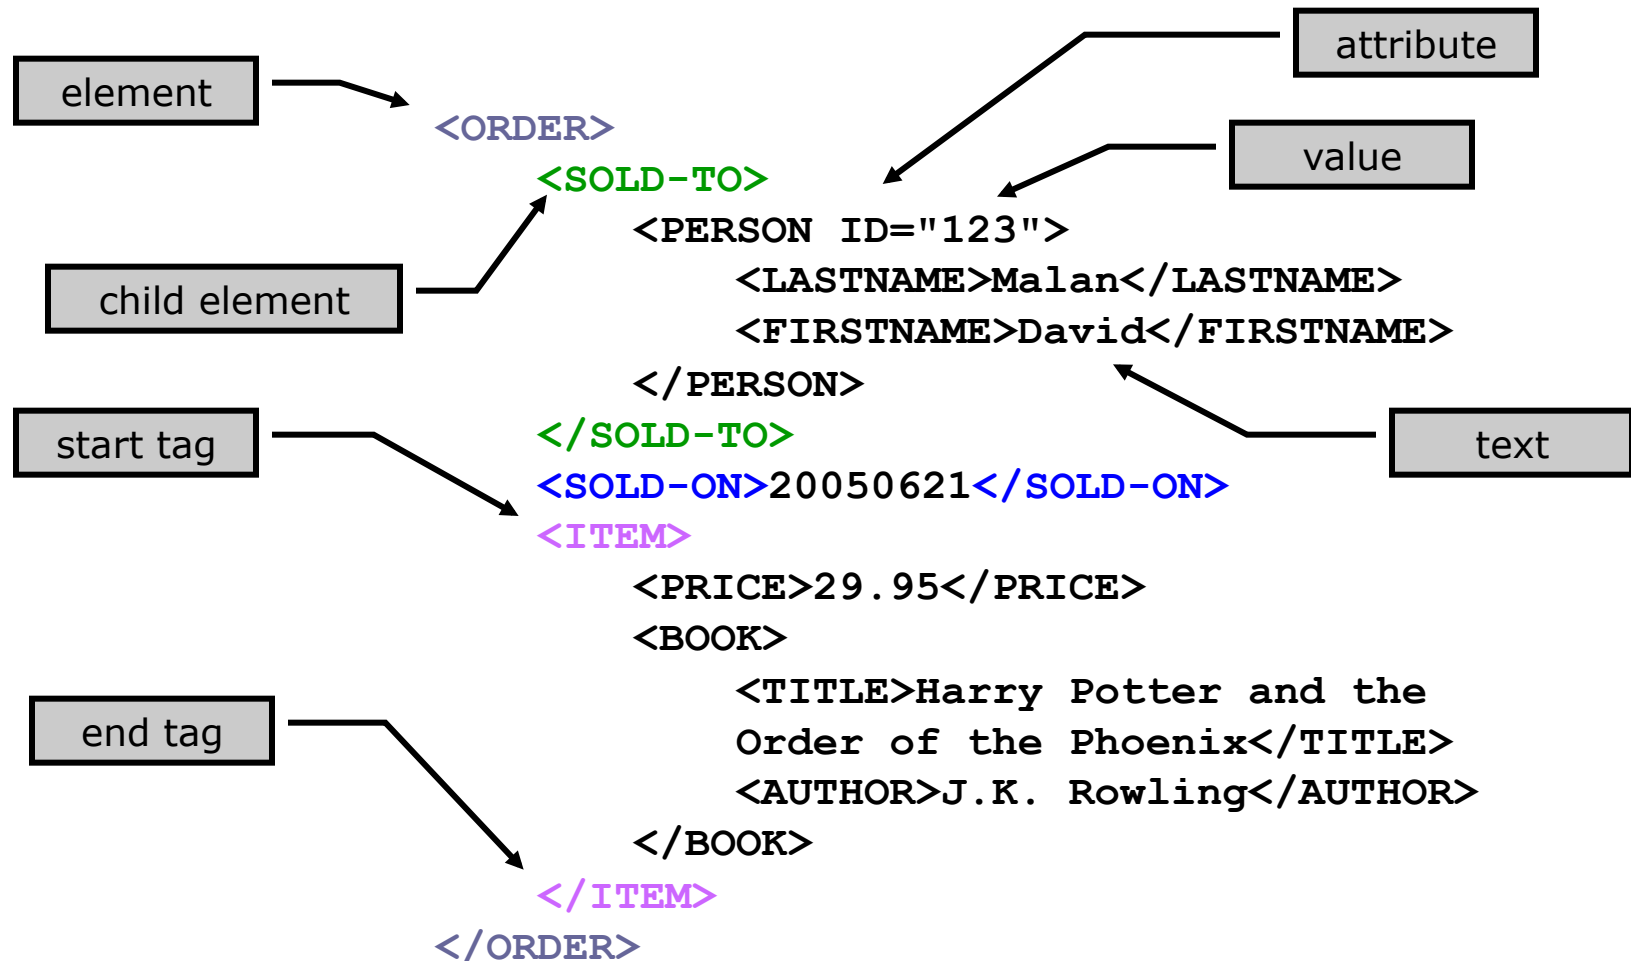 attribute
element
<ORDER>
value
<SOLD-TO>
<PERSON ID="123">
<LASTNAME>Malan</LASTNAME>
child element
<FIRSTNAME>David</FIRSTNAME>
</PERSON>
start tag
</SOLD-TO>
text
<SOLD-ON>20050621</SOLD-ON>
<ITEM>
<PRICE>29.95</PRICE>
<BOOK>
<TITLE>Harry Potter and the
end tag
Order of the Phoenix</TITLE>
<AUTHOR>J.K. Rowling</AUTHOR>
</BOOK>
</ITEM>
</ORDER>